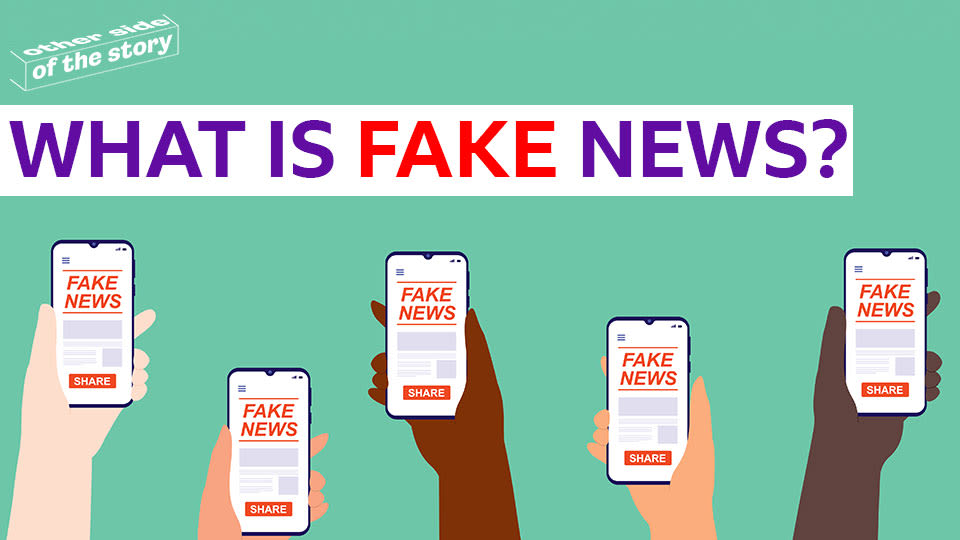 other side
of the story
WHAT IS FAKE NEWS?
FAKE
NEWS
SHARE
FAKE
NEWS
SHARE
FAKE
NEWS
SHARE
FAKE
NEWS
SHARE
FAKE
NEWS
SHARE